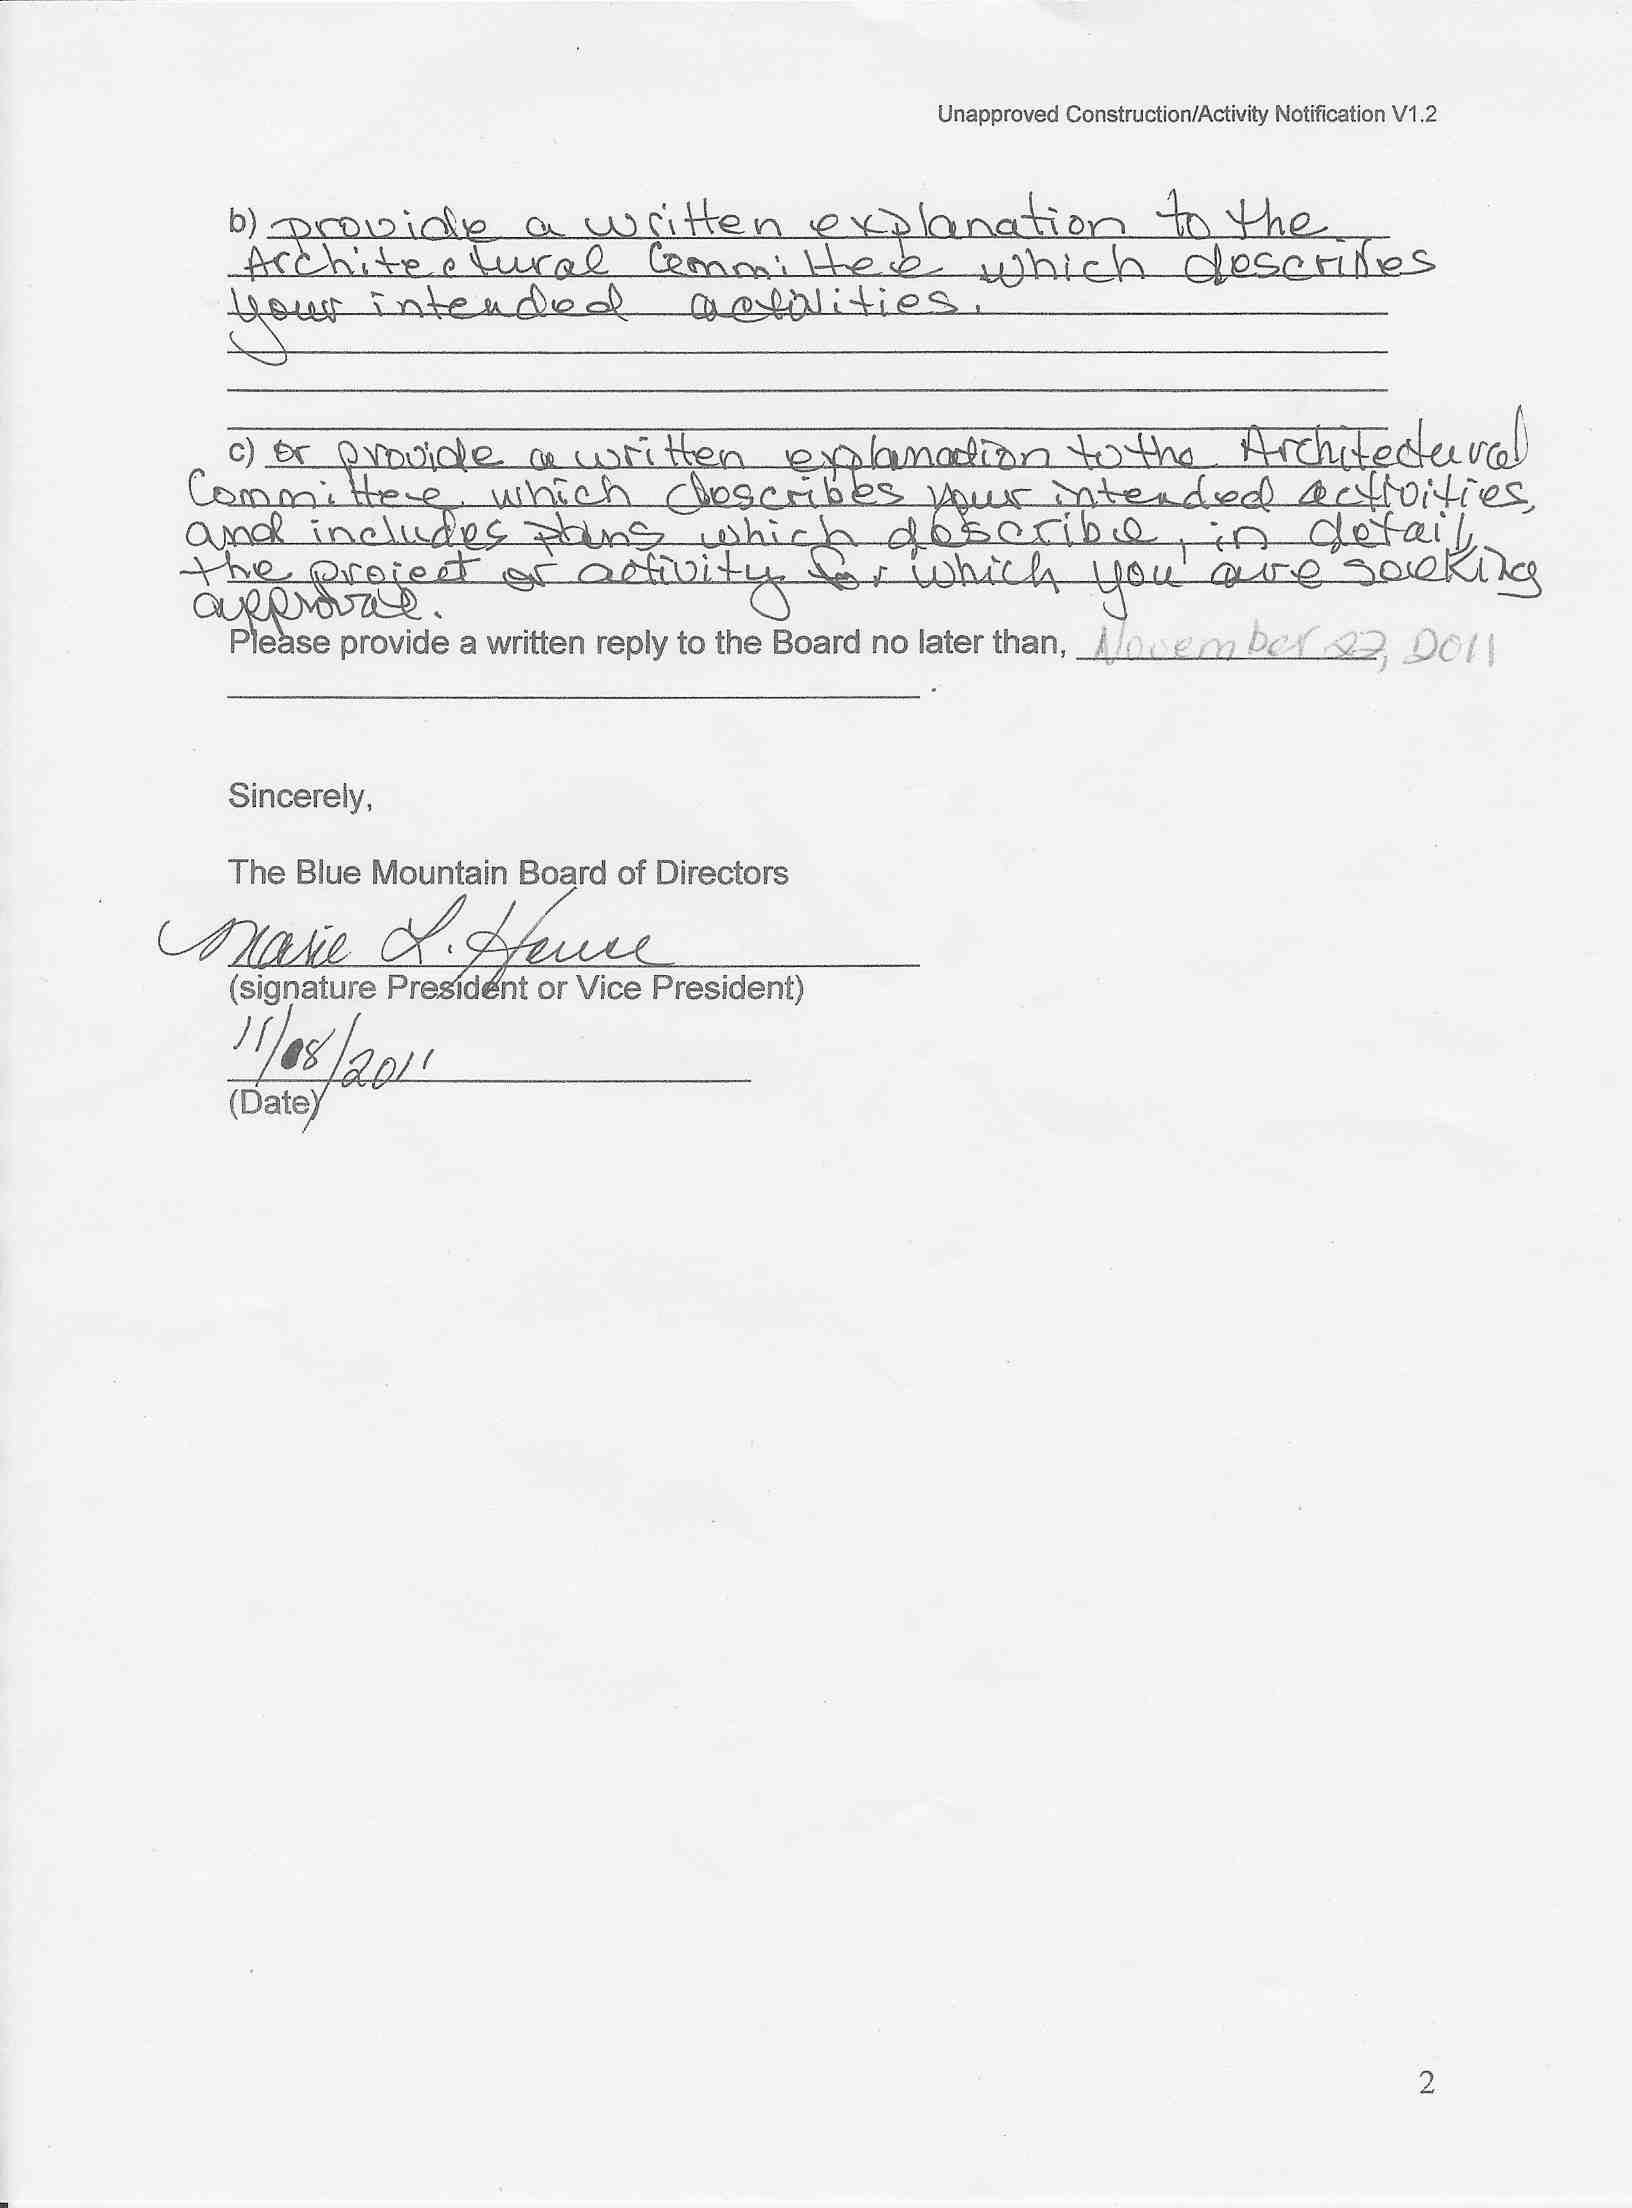 Unapproved Construction/Activity Notification V1.2
b) provide a written explanation to the
Architectural Committee which describes
your intended activities.
c) or provide a written explanation to the Architectural
Committee which describes your intended activities,
and includes plans which describe, in detail,
the project or activity for which you are seeking
approval.
Please provide a written reply to the Board no later than, November 22, 2011
.
Sincerely,
The Blue Mountain Board of Directors
Marie L.
(signature President or Vice President)
11/08/2011
(Date)
2